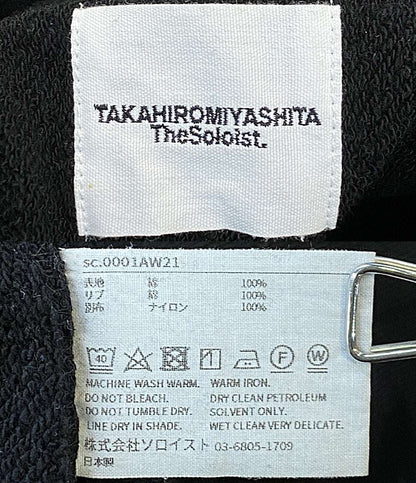 TAKAHIROMIYASHITA
TheSoloist.
sc.0001AW21
表地 綿 100%
リブ 綿 100%
別布 ナイロン 100%
40 F W
MACHINE WASH WARM. WARM IRON.
DO NOT BLEACH. DRY CLEAN PETROLEUM
DO NOT TUMBLE DRY. SOLVENT ONLY.
LINE DRY IN SHADE. WET CLEAN VERY DELICATE.
株式会社ソロイスト 03-6805-1709
日本製